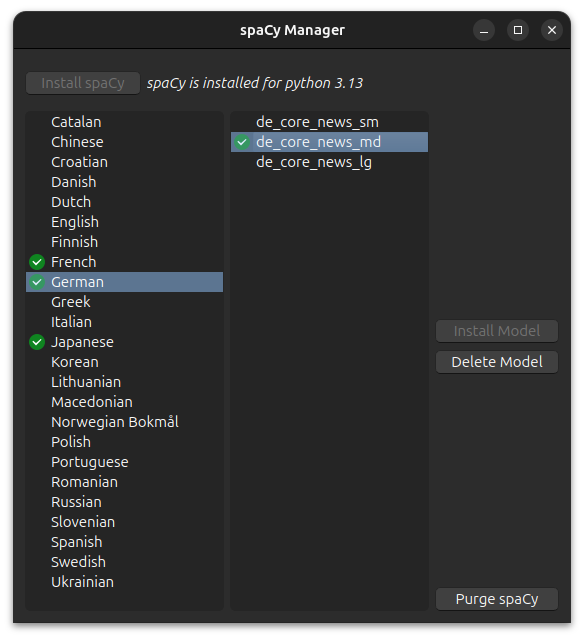 spaCy Manager
Install spaCy
spaCy is installed for python 3.13
Catalan
Chinese
Croatian
Danish
Dutch
English
Finnish
French
German
Greek
Italian
Japanese
Korean
Lithuanian
Macedonian
Norwegian Bokmål
Polish
Portuguese
Romanian
Russian
Slovenian
Spanish
Swedish
Ukrainian
de_core_news_sm
de_core_news_md
de_core_news_lg
Install Model
Delete Model
Purge spaCy